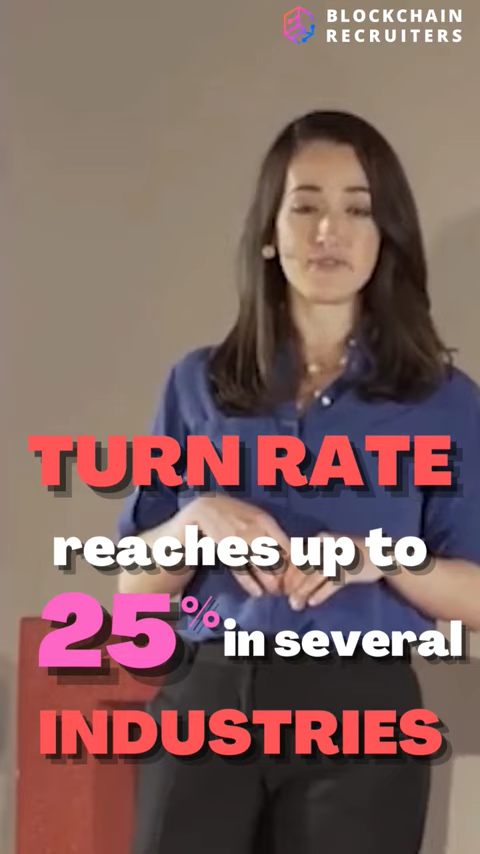 BLOCKCHAIN
RECRUITERS
TURN RATE
reaches up to
25% in several
INDUSTRIES